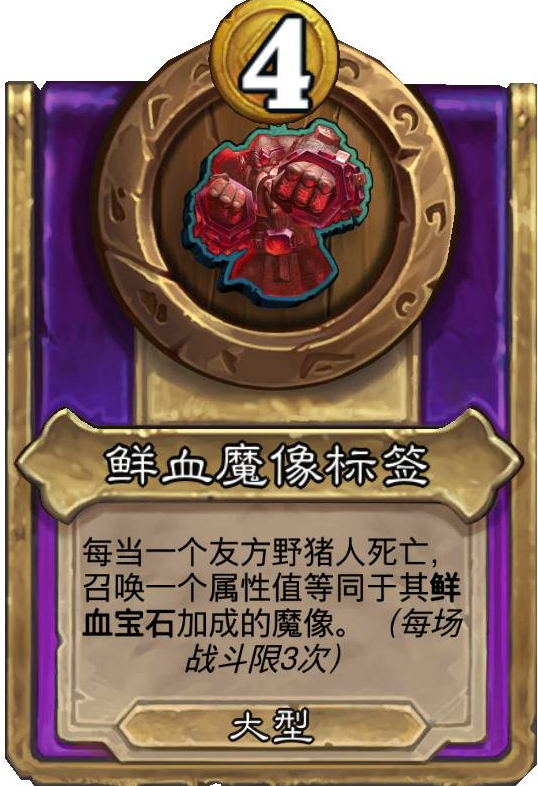 4
鲜血魔像标签
每当一个友方野猪人死亡，
召唤一个属性值等同于其鲜
血宝石加成的魔像。（每场
战斗限3次）
大型